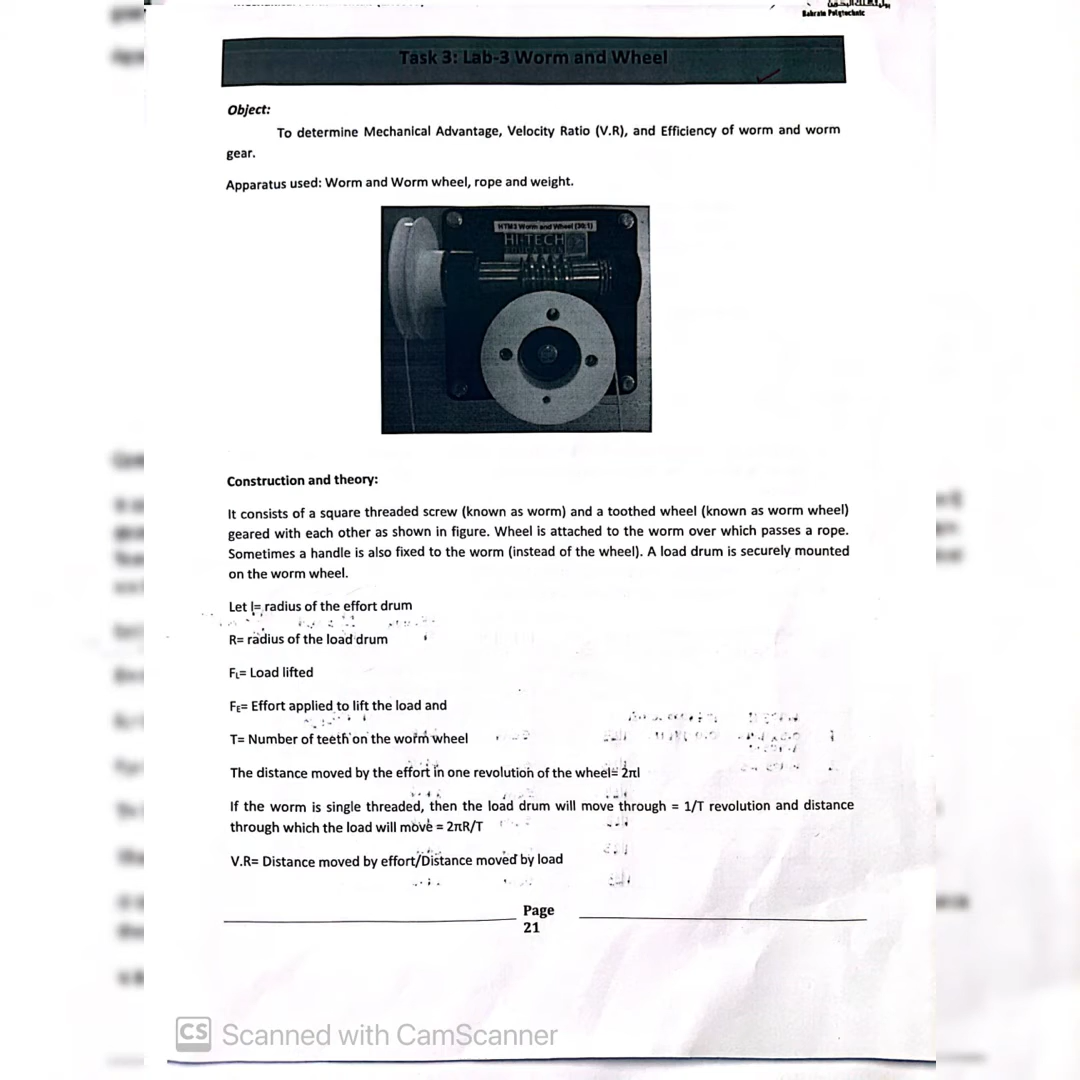 Bahrain Polytechnic
Task 3: Lab-3 Worm and Wheel
Object:
To determine Mechanical Advantage, Velocity Ratio (V.R), and Efficiency of worm and worm
gear.
Apparatus used: Worm and Worm wheel, rope and weight.
HTM3 Worm and Wheel (30:1)
HI-TECH
EDUCATION
Construction and theory:
It consists of a square threaded screw (known as worm) and a toothed wheel (known as worm wheel)
geared with each other as shown in figure. Wheel is attached to the worm over which passes a rope.
Sometimes a handle is also fixed to the worm (instead of the wheel). A load drum is securely mounted
on the worm wheel.
Let l= radius of the effort drum
R= radius of the load drum
FL= Load lifted
FE= Effort applied to lift the load and
T= Number of teeth on the worm wheel
The distance moved by the effort in one revolution of the wheel= 2πl
If the worm is single threaded, then the load drum will move through = 1/T revolution and distance
through which the load will move = 2πR/T
V.R= Distance moved by effort/Distance moved by load
Page
21
CS Scanned with CamScanner